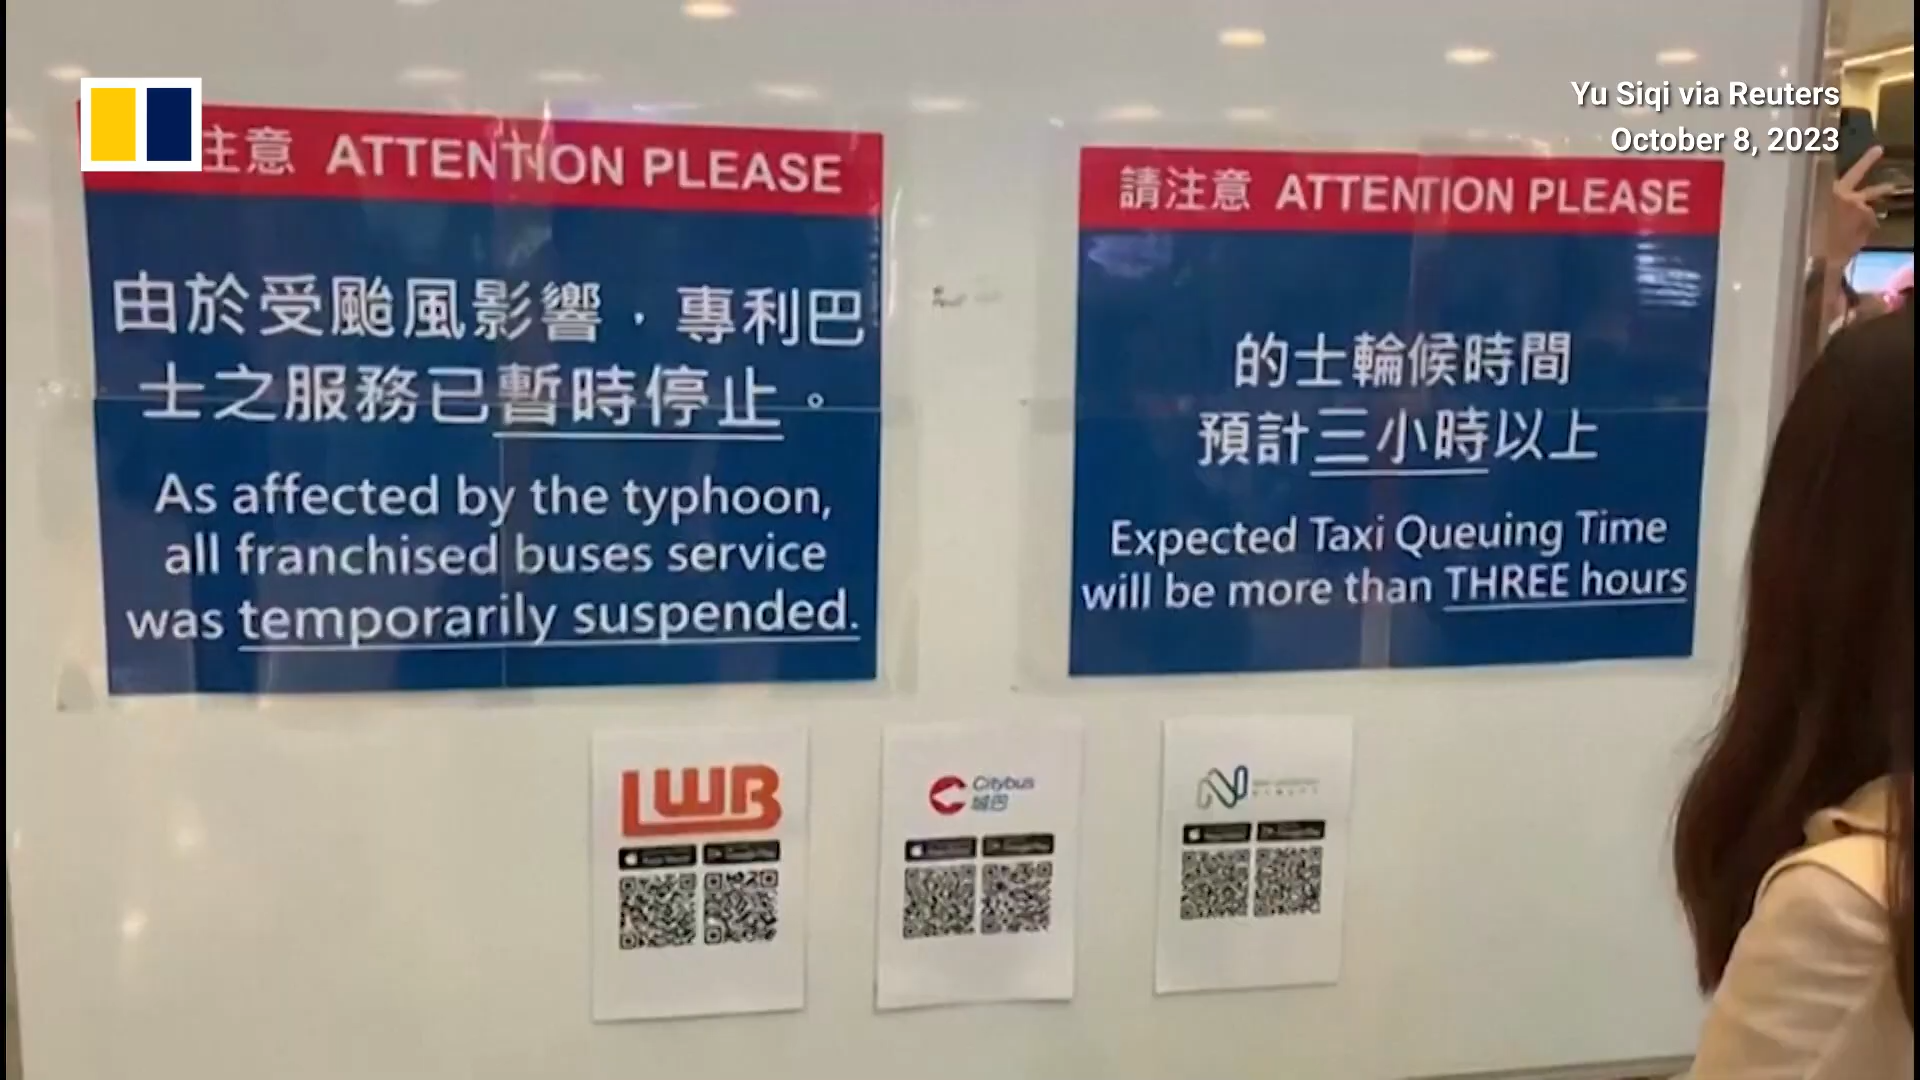 Yu Siqi via Reuters
October 8, 2023
注意 ATTENTION PLEASE
由於受颱風影響，專利巴
士之服務已暫時停止。
As affected by the typhoon,
all franchised buses service
was temporarily suspended.
請注意 ATTENTION PLEASE
的士輪候時間
預計三小時以上
Expected Taxi Queuing Time
will be more than THREE hours
LWB
Citybus
城巴